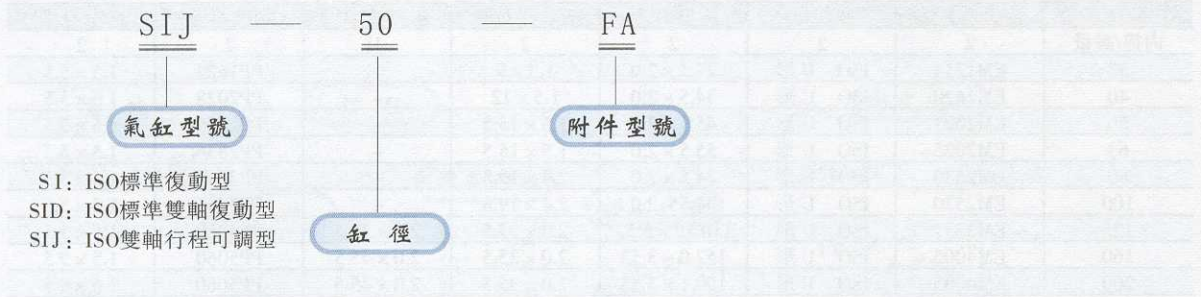 SIJ — 50 — FA
氣缸型號
附件型號
SI: ISO標準復動型
SID: ISO標準雙軸復動型
SIJ: ISO雙軸行程可調型
缸徑